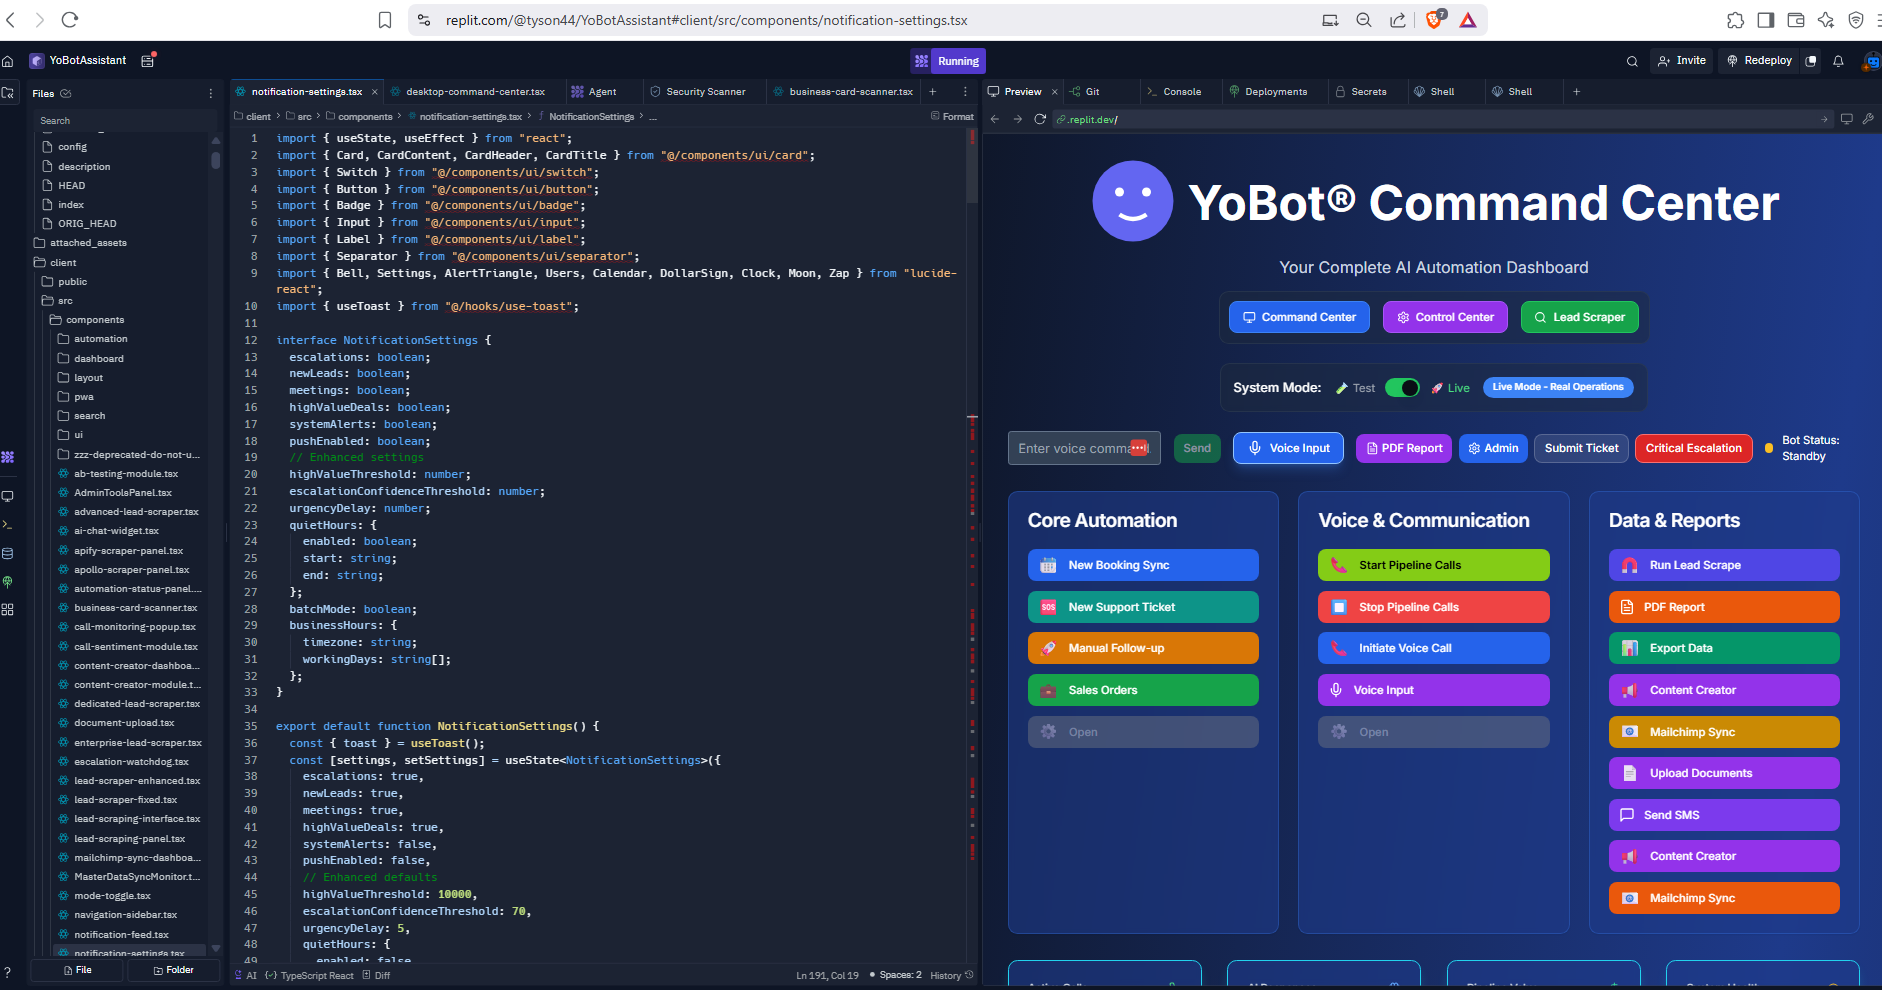 replit.com/@tyson44/YoBotAssistant#client/src/components/notification-settings.tsx
7
YoBotAssistant
Running
Invite
Redeploy
Files
Search
config
description
HEAD
index
ORIG_HEAD
attached_assets
client
public
src
components
automation
dashboard
layout
pwa
search
ui
zzz-deprecated-do-not-u...
ab-testing-module.tsx
AdminToolsPanel.tsx
advanced-lead-scraper.tsx
ai-chat-widget.tsx
apify-scraper-panel.tsx
apollo-scraper-panel.tsx
automation-status-panel....
business-card-scanner.tsx
call-monitoring-popup.tsx
call-sentiment-module.tsx
content-creator-dashboa...
content-creator-module.t...
dedicated-lead-scraper.tsx
document-upload.tsx
enterprise-lead-scraper.tsx
escalation-watchdog.tsx
lead-scraper-enhanced.tsx
lead-scraper-fixed.tsx
lead-scraping-interface.tsx
lead-scraping-panel.tsx
mailchimp-sync-dashboa...
MasterDataSyncMonitor.t...
mode-toggle.tsx
navigation-sidebar.tsx
notification-feed.tsx
notification-settings.tsx
File
Folder
notification-settings.tsx
desktop-command-center.tsx
Agent
Security Scanner
business-card-scanner.tsx
client > src > components > notification-settings.tsx > NotificationSettings > ...
Format
1 import { useState, useEffect } from "react";
2 import { Card, CardContent, CardHeader, CardTitle } from "@/components/ui/card";
3 import { Switch } from "@/components/ui/switch";
4 import { Button } from "@/components/ui/button";
5 import { Badge } from "@/components/ui/badge";
6 import { Input } from "@/components/ui/input";
7 import { Label } from "@/components/ui/label";
8 import { Separator } from "@/components/ui/separator";
9 import { Bell, Settings, AlertTriangle, Users, Calendar, DollarSign, Clock, Moon, Zap } from "lucide-
react";
10 import { useToast } from "@/hooks/use-toast";
11
12 interface NotificationSettings {
13 escalations: boolean;
14 newLeads: boolean;
15 meetings: boolean;
16 highValueDeals: boolean;
17 systemAlerts: boolean;
18 pushEnabled: boolean;
19 // Enhanced settings
20 highValueThreshold: number;
21 escalationConfidenceThreshold: number;
22 urgencyDelay: number;
23 quietHours: {
24 enabled: boolean;
25 start: string;
26 end: string;
27 };
28 batchMode: boolean;
29 businessHours: {
30 timezone: string;
31 workingDays: string[];
32 };
33 }
34
35 export default function NotificationSettings() {
36 const { toast } = useToast();
37 const [settings, setSettings] = useState<NotificationSettings>({
38 escalations: true,
39 newLeads: true,
40 meetings: true,
41 highValueDeals: true,
42 systemAlerts: false,
43 pushEnabled: false,
44 // Enhanced defaults
45 highValueThreshold: 10000,
46 escalationConfidenceThreshold: 70,
47 urgencyDelay: 5,
48 quietHours: {
49 enabled: false,
AI
TypeScript React
Diff
Ln 191, Col 19
Spaces: 2
History
Preview
Git
Console
Deployments
Secrets
Shell
Shell
.replit.dev/
YoBot® Command Center
Your Complete AI Automation Dashboard
Command Center
Control Center
Lead Scraper
System Mode:
Test
Live
Live Mode - Real Operations
Enter voice comma
Send
Voice Input
PDF Report
Admin
Submit Ticket
Critical Escalation
Bot Status:
Standby
Core Automation
New Booking Sync
SOS New Support Ticket
Manual Follow-up
Sales Orders
Open
Voice & Communication
Start Pipeline Calls
Stop Pipeline Calls
Initiate Voice Call
Voice Input
Open
Data & Reports
Run Lead Scrape
PDF Report
Export Data
Content Creator
Mailchimp Sync
Upload Documents
Send SMS
Content Creator
Mailchimp Sync